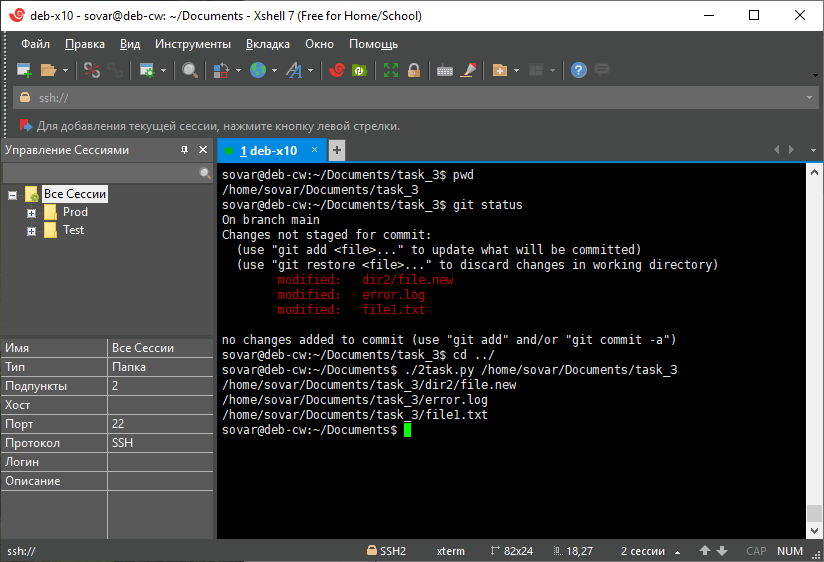 deb-x10 - sovar@deb-cw: ~/Documents - Xshell 7 (Free for Home/School)
Файл Правка Вид Инструменты Вкладка Окно Помощь
ssh://
Для добавления текущей сессии, нажмите кнопку левой стрелки.
Управление Сессиями
1 deb-x10
Все Сессии
Prod
Test
Имя Все Сессии
Тип Папка
Подпункты 2
Хост
Порт 22
Протокол SSH
Логин
Описание
sovar@deb-cw:~/Documents/task_3$ pwd
/home/sovar/Documents/task_3
sovar@deb-cw:~/Documents/task_3$ git status
On branch main
Changes not staged for commit:
  (use "git add <file>..." to update what will be committed)
  (use "git restore <file>..." to discard changes in working directory)
        modified:   dir2/file.new
        modified:   error.log
        modified:   file1.txt
no changes added to commit (use "git add" and/or "git commit -a")
sovar@deb-cw:~/Documents/task_3$ cd ../
sovar@deb-cw:~/Documents$ ./2task.py /home/sovar/Documents/task_3
/home/sovar/Documents/task_3/dir2/file.new
/home/sovar/Documents/task_3/error.log
/home/sovar/Documents/task_3/file1.txt
sovar@deb-cw:~/Documents$
ssh:// SSH2 xterm 82x24 18,27 2 сессии CAP NUM